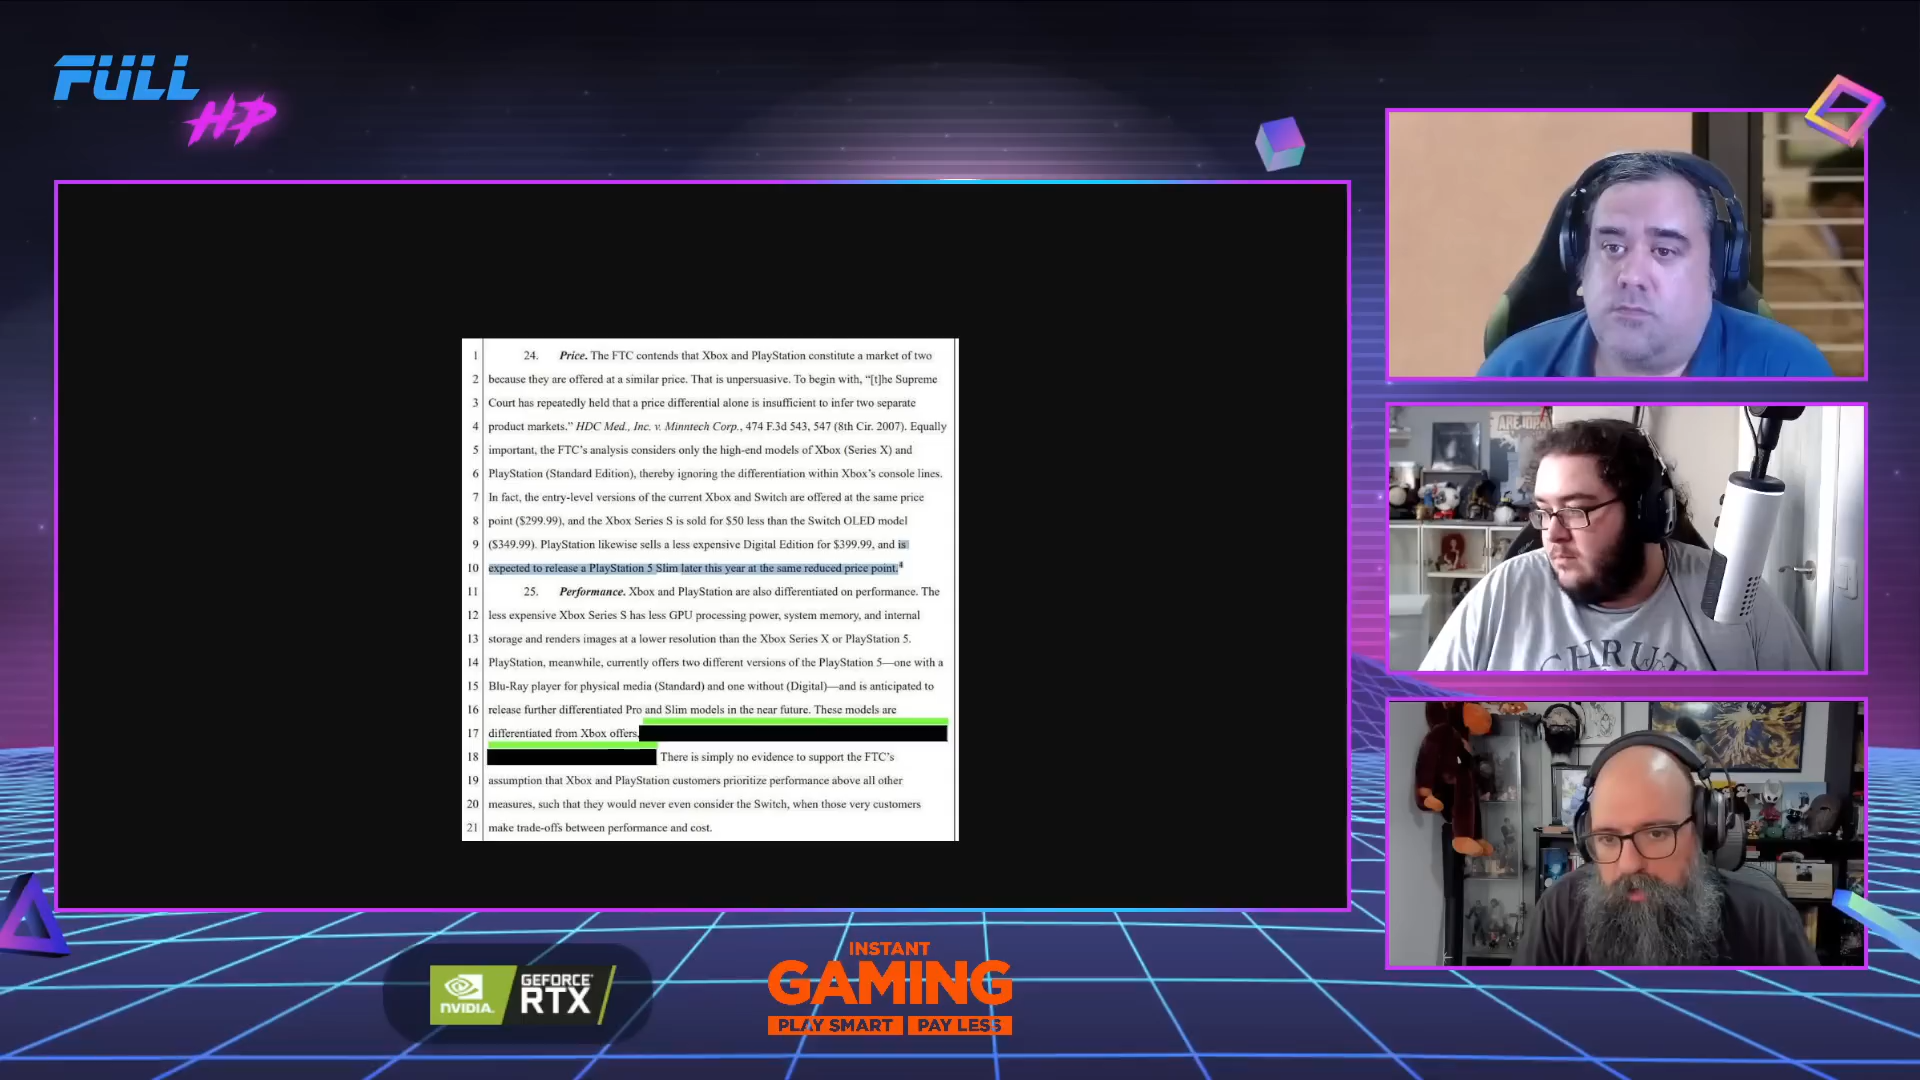 FULL
HD
1 24. Price. The FTC contends that Xbox and PlayStation constitute a market of two
2 because they are offered at a similar price. That is unpersuasive. To begin with, “[t]he Supreme
3 Court has repeatedly held that a price differential alone is insufficient to infer two separate
4 product markets.” HDC Med., Inc. v. Minntech Corp., 474 F.3d 543, 547 (8th Cir. 2007). Equally
5 important, the FTC’s analysis considers only the high-end models of Xbox (Series X) and
6 PlayStation (Standard Edition), thereby ignoring the differentiation within Xbox’s console lines.
7 In fact, the entry-level versions of the current Xbox and Switch are offered at the same price
8 point ($299.99), and the Xbox Series S is sold for $50 less than the Switch OLED model
9 ($349.99). PlayStation likewise sells a less expensive Digital Edition for $399.99, and is
10 expected to release a PlayStation 5 Slim later this year at the same reduced price point.4
11 25. Performance. Xbox and PlayStation are also differentiated on performance. The
12 less expensive Xbox Series S has less GPU processing power, system memory, and internal
13 storage and renders images at a lower resolution than the Xbox Series X or PlayStation 5.
14 PlayStation, meanwhile, currently offers two different versions of the PlayStation 5—one with a
15 Blu-Ray player for physical media (Standard) and one without (Digital)—and is anticipated to
16 release further differentiated Pro and Slim models in the near future. These models are
17 differentiated from Xbox offers,
18 There is simply no evidence to support the FTC’s
19 assumption that Xbox and PlayStation customers prioritize performance above all other
20 measures, such that they would never even consider the Switch, when those very customers
21 make trade-offs between performance and cost.
SCHRUT
NVIDIA.
GEFORCE
RTX
INSTANT
GAMING
PLAY SMART PAY LESS